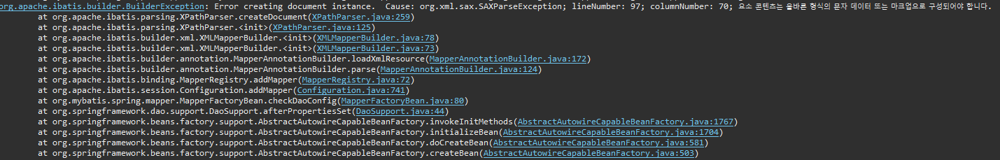 org.apache.ibatis.builder.BuilderException: Error creating document instance.  Cause: org.xml.sax.SAXParseException; lineNumber: 97; columnNumber: 70; 요소 콘텐츠는 올바른 형식의 문자 데이터 또는 마크업으로 구성되어야 합니다.
at org.apache.ibatis.parsing.XPathParser.createDocument(XPathParser.java:259)
at org.apache.ibatis.parsing.XPathParser.<init>(XPathParser.java:125)
at org.apache.ibatis.builder.xml.XMLMapperBuilder.<init>(XMLMapperBuilder.java:78)
at org.apache.ibatis.builder.xml.XMLMapperBuilder.<init>(XMLMapperBuilder.java:73)
at org.apache.ibatis.builder.annotation.MapperAnnotationBuilder.loadXmlResource(MapperAnnotationBuilder.java:172)
at org.apache.ibatis.builder.annotation.MapperAnnotationBuilder.parse(MapperAnnotationBuilder.java:124)
at org.apache.ibatis.binding.MapperRegistry.addMapper(MapperRegistry.java:72)
at org.apache.ibatis.session.Configuration.addMapper(Configuration.java:741)
at org.mybatis.spring.mapper.MapperFactoryBean.checkDaoConfig(MapperFactoryBean.java:80)
at org.springframework.dao.support.DaoSupport.afterPropertiesSet(DaoSupport.java:44)
at org.springframework.beans.factory.support.AbstractAutowireCapableBeanFactory.invokeInitMethods(AbstractAutowireCapableBeanFactory.java:1767)
at org.springframework.beans.factory.support.AbstractAutowireCapableBeanFactory.initializeBean(AbstractAutowireCapableBeanFactory.java:1704)
at org.springframework.beans.factory.support.AbstractAutowireCapableBeanFactory.doCreateBean(AbstractAutowireCapableBeanFactory.java:581)
at org.springframework.beans.factory.support.AbstractAutowireCapableBeanFactory.createBean(AbstractAutowireCapableBeanFactory.java:503)